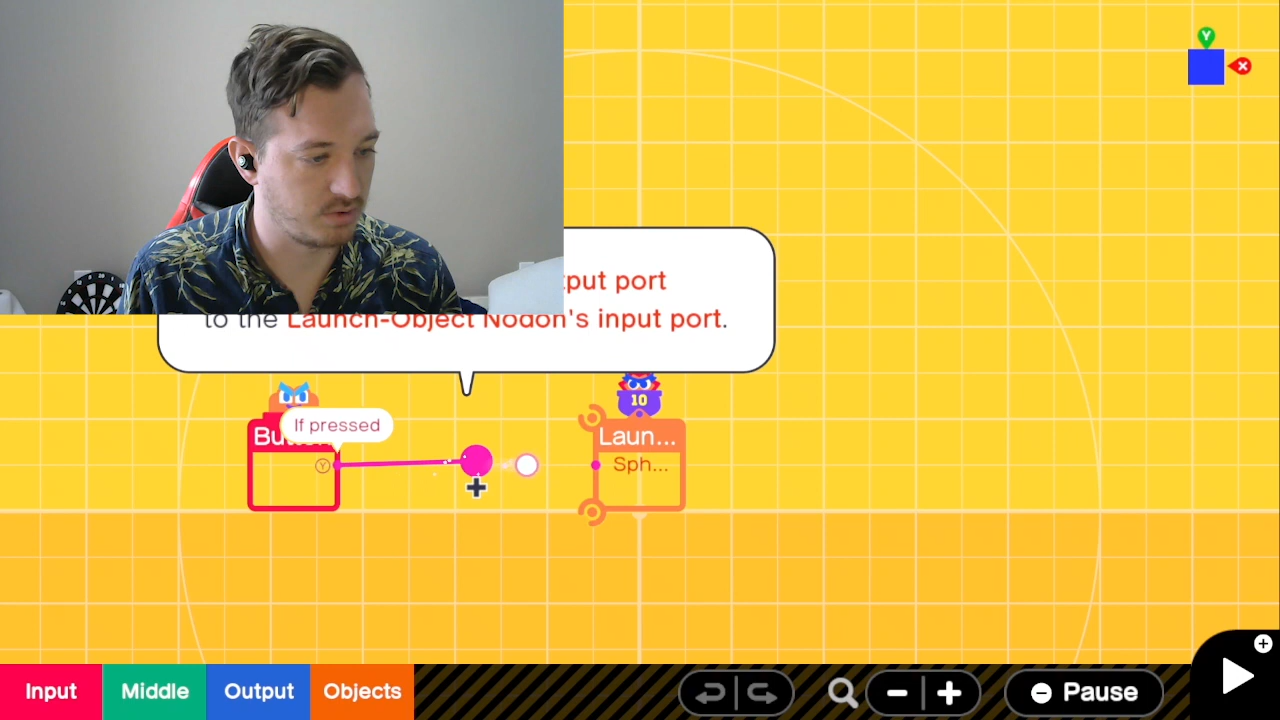 Y
tput port
to the Launch-Object Nodon's input port.
10
If pressed
Laun...
Y
Sph...
Input
Middle
Output
Objects
Pause